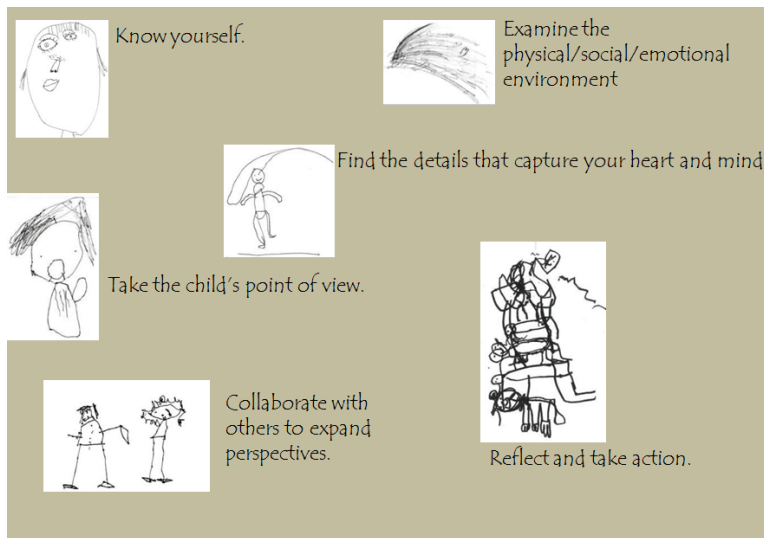 Know yourself.
Examine the
physical/social/emotional
environment
Find the details that capture your heart and mind
Take the child's point of view.
Collaborate with
others to expand
perspectives.
Reflect and take action.